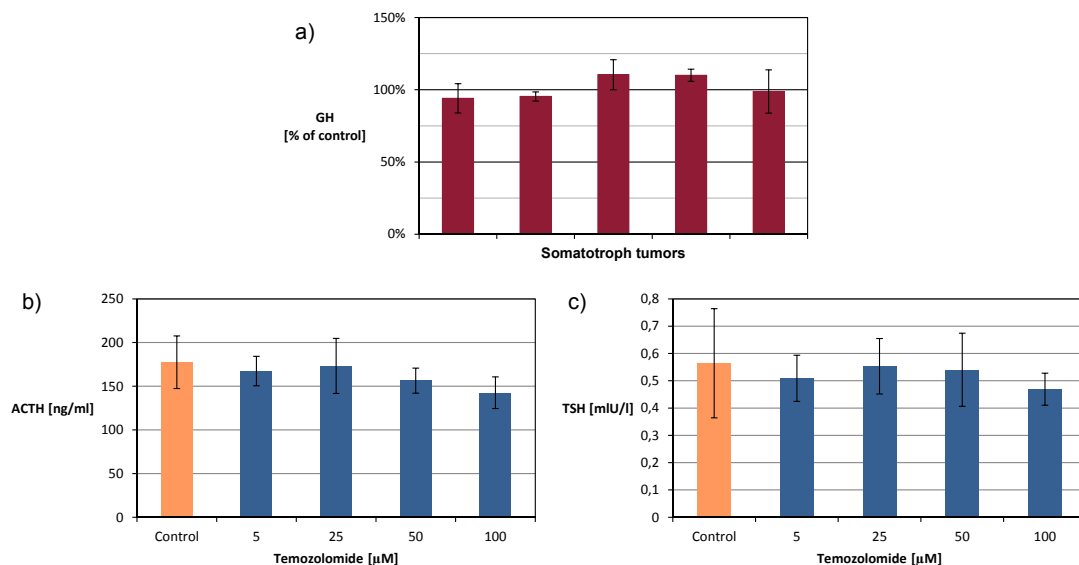 a)
150%
100%
50%
0%
GH
[% of control]
Somatotroph tumors
b)
250
200
150
100
50
0
ACTH [ng/ml]
Control 5 25 50 100
Temozolomide [µM]
c)
0,8
0,7
0,6
0,5
0,4
0,3
0,2
0,1
0,0
TSH [mIU/l]
Control 5 25 50 100
Temozolomide [µM]